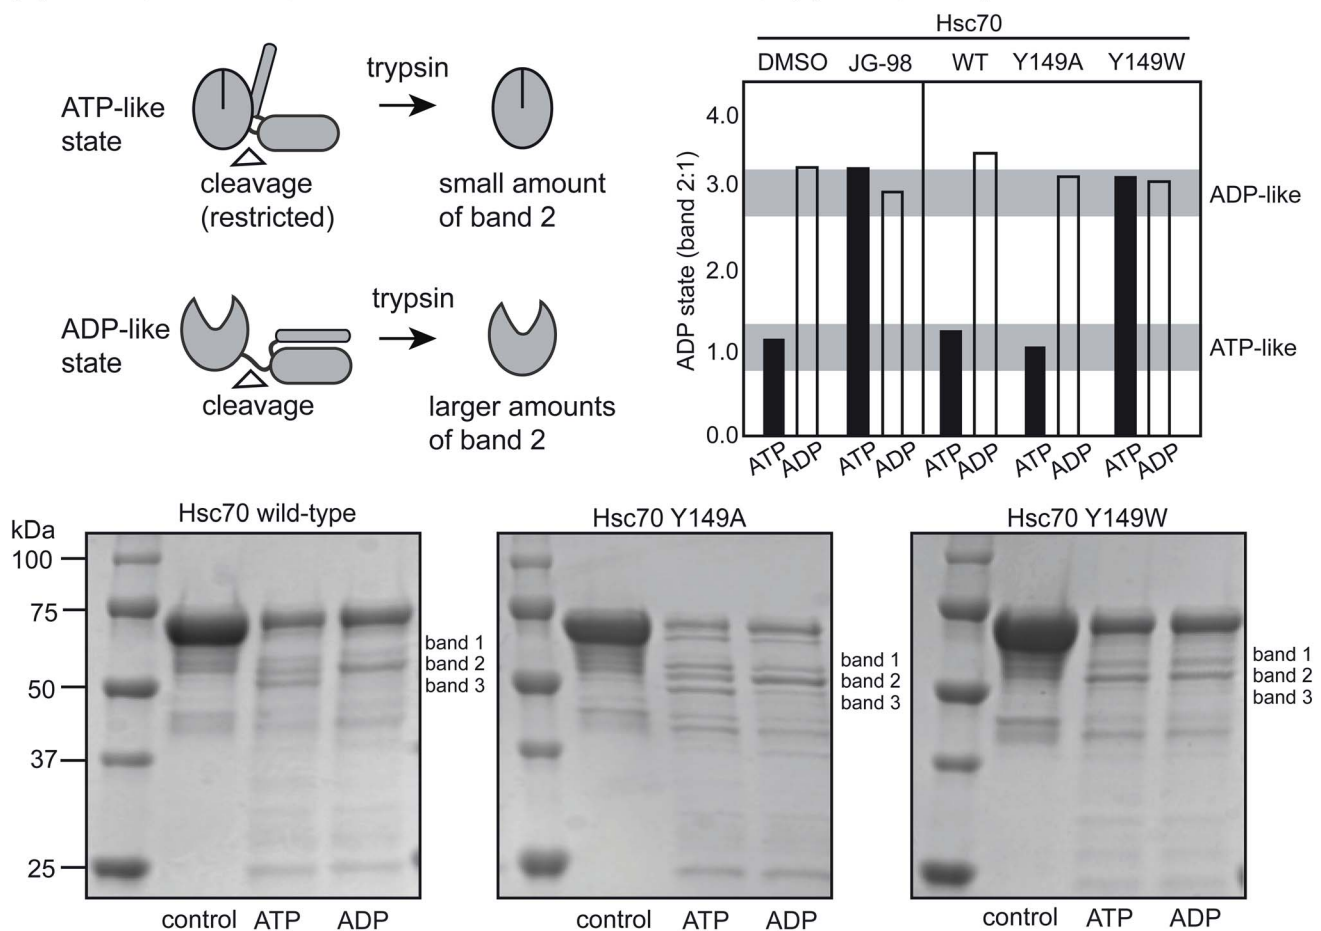 ATP-like
state
trypsin
cleavage
(restricted)
small amount
of band 2
ADP-like
state
trypsin
cleavage
larger amounts
of band 2
Hsc70
DMSO JG-98 WT Y149A Y149W
ADP state (band 2:1)
4.0
3.0
2.0
1.0
0.0
ADP-like
ATP-like
ATP ADP ATP ADP ATP ADP ATP ADP ATP ADP
kDa
100
75
50
37
25
Hsc70 wild-type
band 1
band 2
band 3
control ATP ADP
Hsc70 Y149A
band 1
band 2
band 3
control ATP ADP
Hsc70 Y149W
band 1
band 2
band 3
control ATP ADP